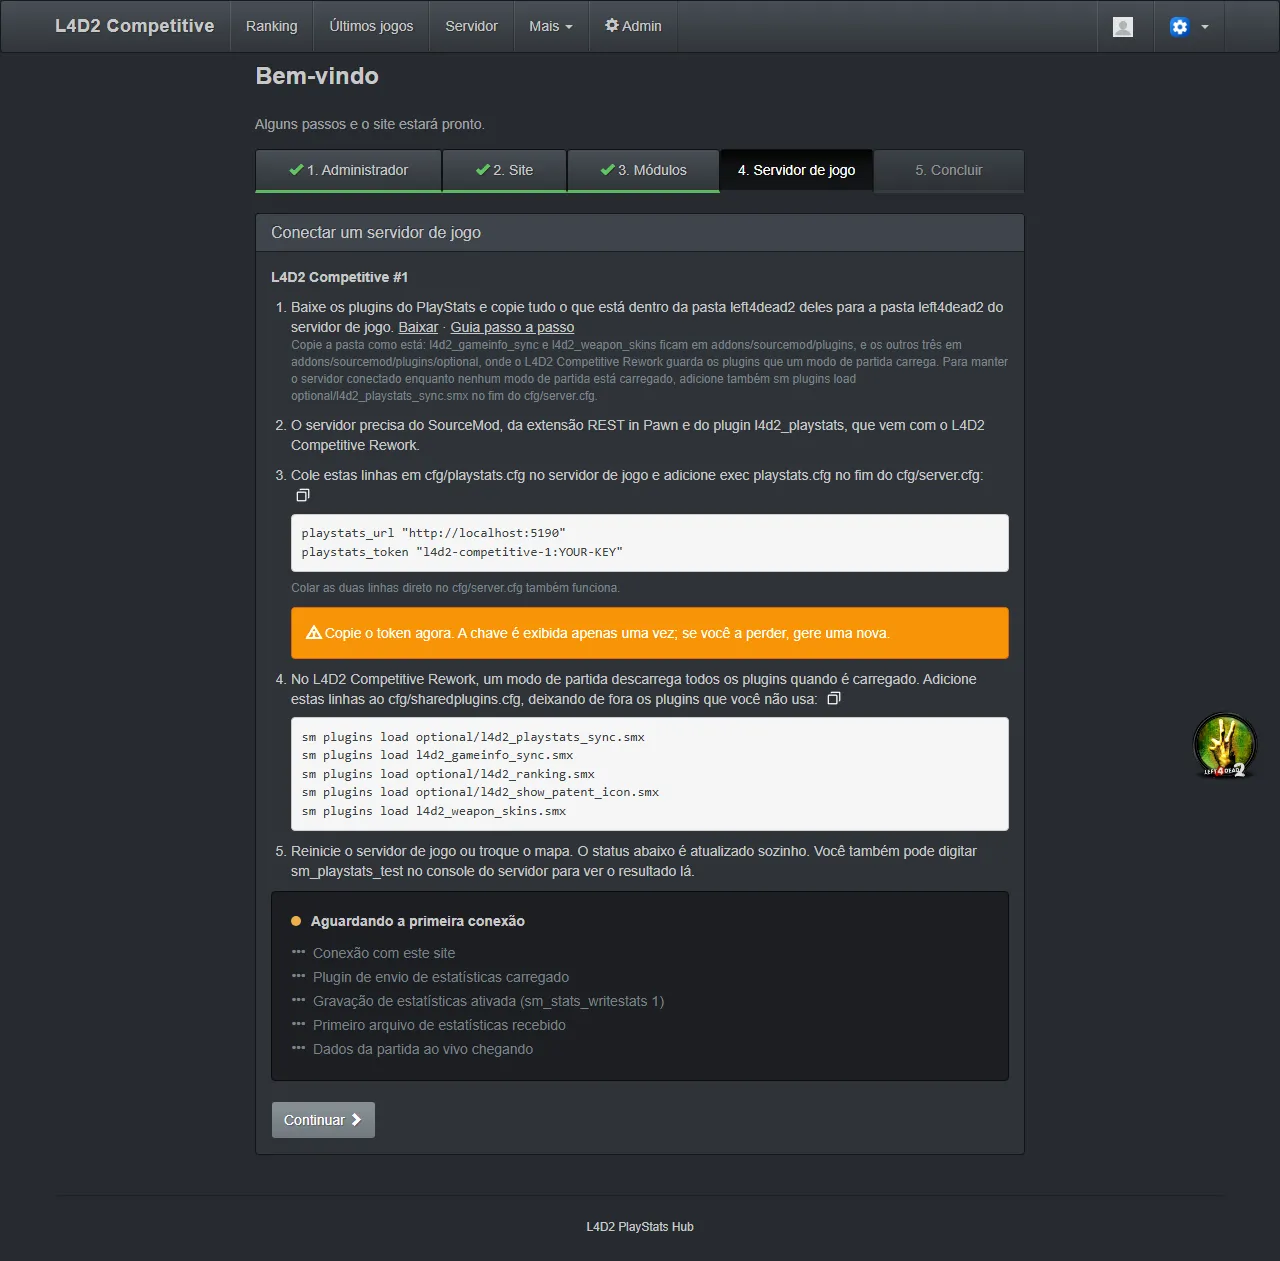 L4D2 Competitive
Ranking
Últimos jogos
Servidor
Mais
Admin
Bem-vindo
Alguns passos e o site estará pronto.
1. Administrador
2. Site
3. Módulos
4. Servidor de jogo
5. Concluir
Conectar um servidor de jogo
L4D2 Competitive #1
1. Baixe os plugins do PlayStats e copie tudo o que está dentro da pasta left4dead2 deles para a pasta left4dead2 do
servidor de jogo. Baixar · Guia passo a passo
Copie a pasta como está: l4d2_gameinfo_sync e l4d2_weapon_skins ficam em addons/sourcemod/plugins, e os outros três em
addons/sourcemod/plugins/optional, onde o L4D2 Competitive Rework guarda os plugins que um modo de partida carrega. Para manter
o servidor conectado enquanto nenhum modo de partida está carregado, adicione também sm plugins load
optional/l4d2_playstats_sync.smx no fim do cfg/server.cfg.
2. O servidor precisa do SourceMod, da extensão REST in Pawn e do plugin l4d2_playstats, que vem com o L4D2
Competitive Rework.
3. Cole estas linhas em cfg/playstats.cfg no servidor de jogo e adicione exec playstats.cfg no fim do cfg/server.cfg:
playstats_url "http://localhost:5190"
playstats_token "l4d2-competitive-1:YOUR-KEY"
Colar as duas linhas direto no cfg/server.cfg também funciona.
Copie o token agora. A chave é exibida apenas uma vez; se você a perder, gere uma nova.
4. No L4D2 Competitive Rework, um modo de partida descarrega todos os plugins quando é carregado. Adicione
estas linhas ao cfg/sharedplugins.cfg, deixando de fora os plugins que você não usa:
sm plugins load optional/l4d2_playstats_sync.smx
sm plugins load l4d2_gameinfo_sync.smx
sm plugins load optional/l4d2_ranking.smx
sm plugins load optional/l4d2_show_patent_icon.smx
sm plugins load l4d2_weapon_skins.smx
LEFT4DEAD2
5. Reinicie o servidor de jogo ou troque o mapa. O status abaixo é atualizado sozinho. Você também pode digitar
sm_playstats_test no console do servidor para ver o resultado lá.
Aguardando a primeira conexão
Conexão com este site
Plugin de envio de estatísticas carregado
Gravação de estatísticas ativada (sm_stats_writestats 1)
Primeiro arquivo de estatísticas recebido
Dados da partida ao vivo chegando
Continuar
L4D2 PlayStats Hub